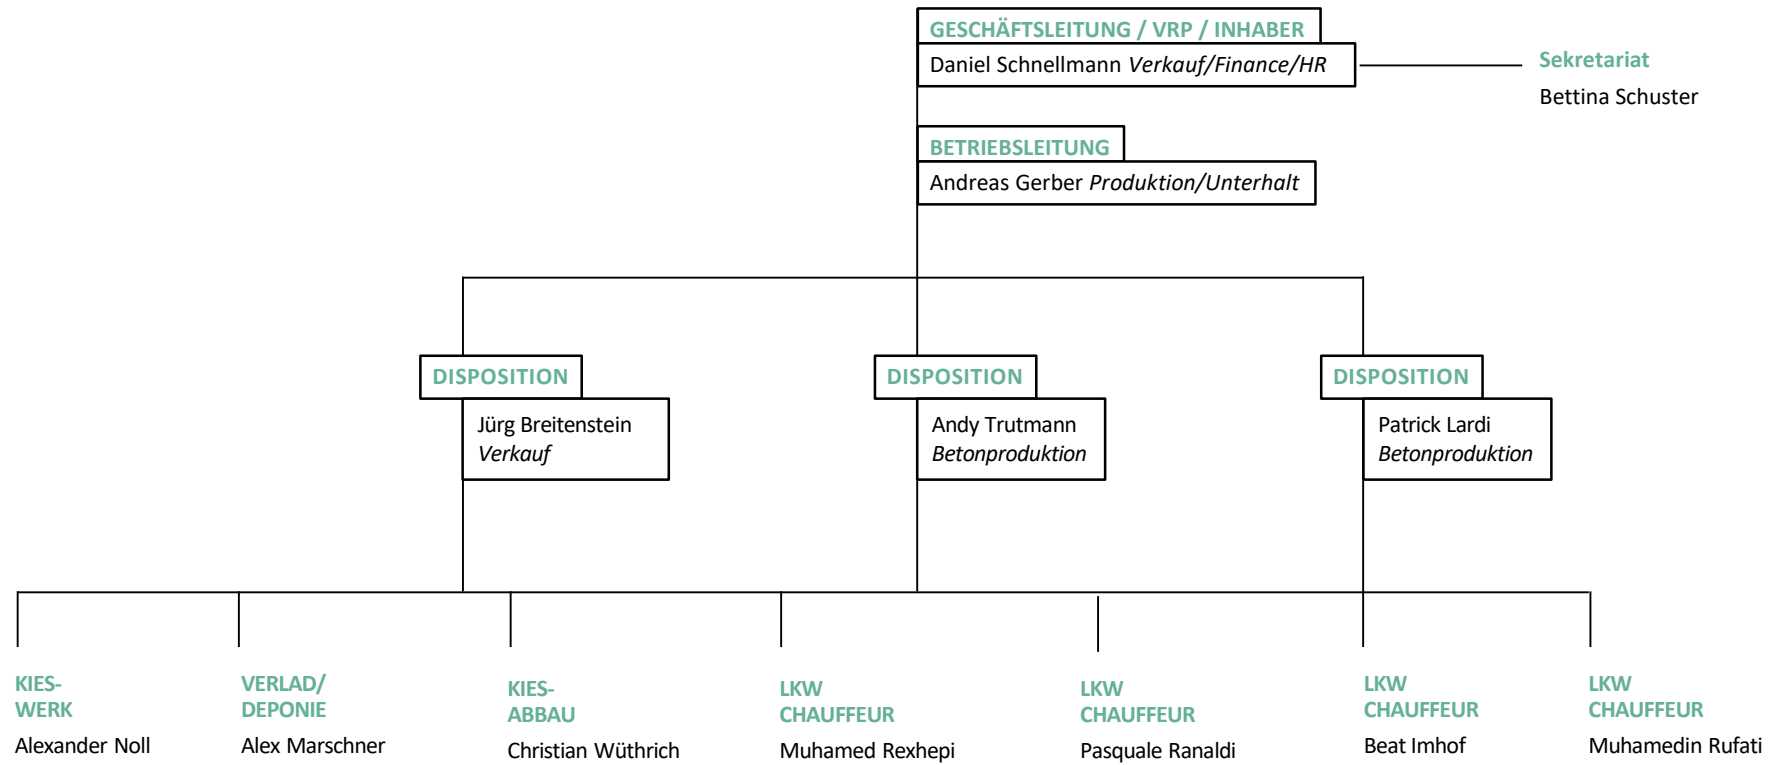 GESCHÄFTSLEITUNG / VRP / INHABER
Daniel Schnellmann Verkauf/Finance/HR
Sekretariat
Bettina Schuster
BETRIEBSLEITUNG
Andreas Gerber Produktion/Unterhalt
DISPOSITION
Jürg Breitenstein
Verkauf
DISPOSITION
Andy Trutmann
Betonproduktion
DISPOSITION
Patrick Lardi
Betonproduktion
KIES-
WERK
Alexander Noll
VERLAD/
DEPONIE
Alex Marschner
KIES-
ABBAU
Christian Wüthrich
LKW
CHAUFFEUR
Muhamed Rexhepi
LKW
CHAUFFEUR
Pasquale Ranaldi
LKW
CHAUFFEUR
Beat Imhof
LKW
CHAUFFEUR
Muhamedin Rufati